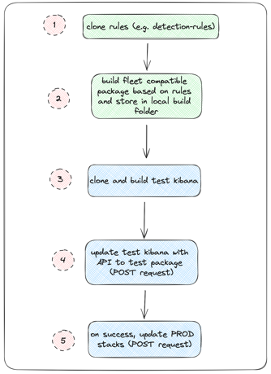 1
clone rules (e.g. detection-rules)
2
build fleet compatible
package based on rules
and store in local build
folder
3
clone and build test kibana
4
update test kibana with
API to test package
(POST request)
5
on success, update PROD
stacks (POST request)